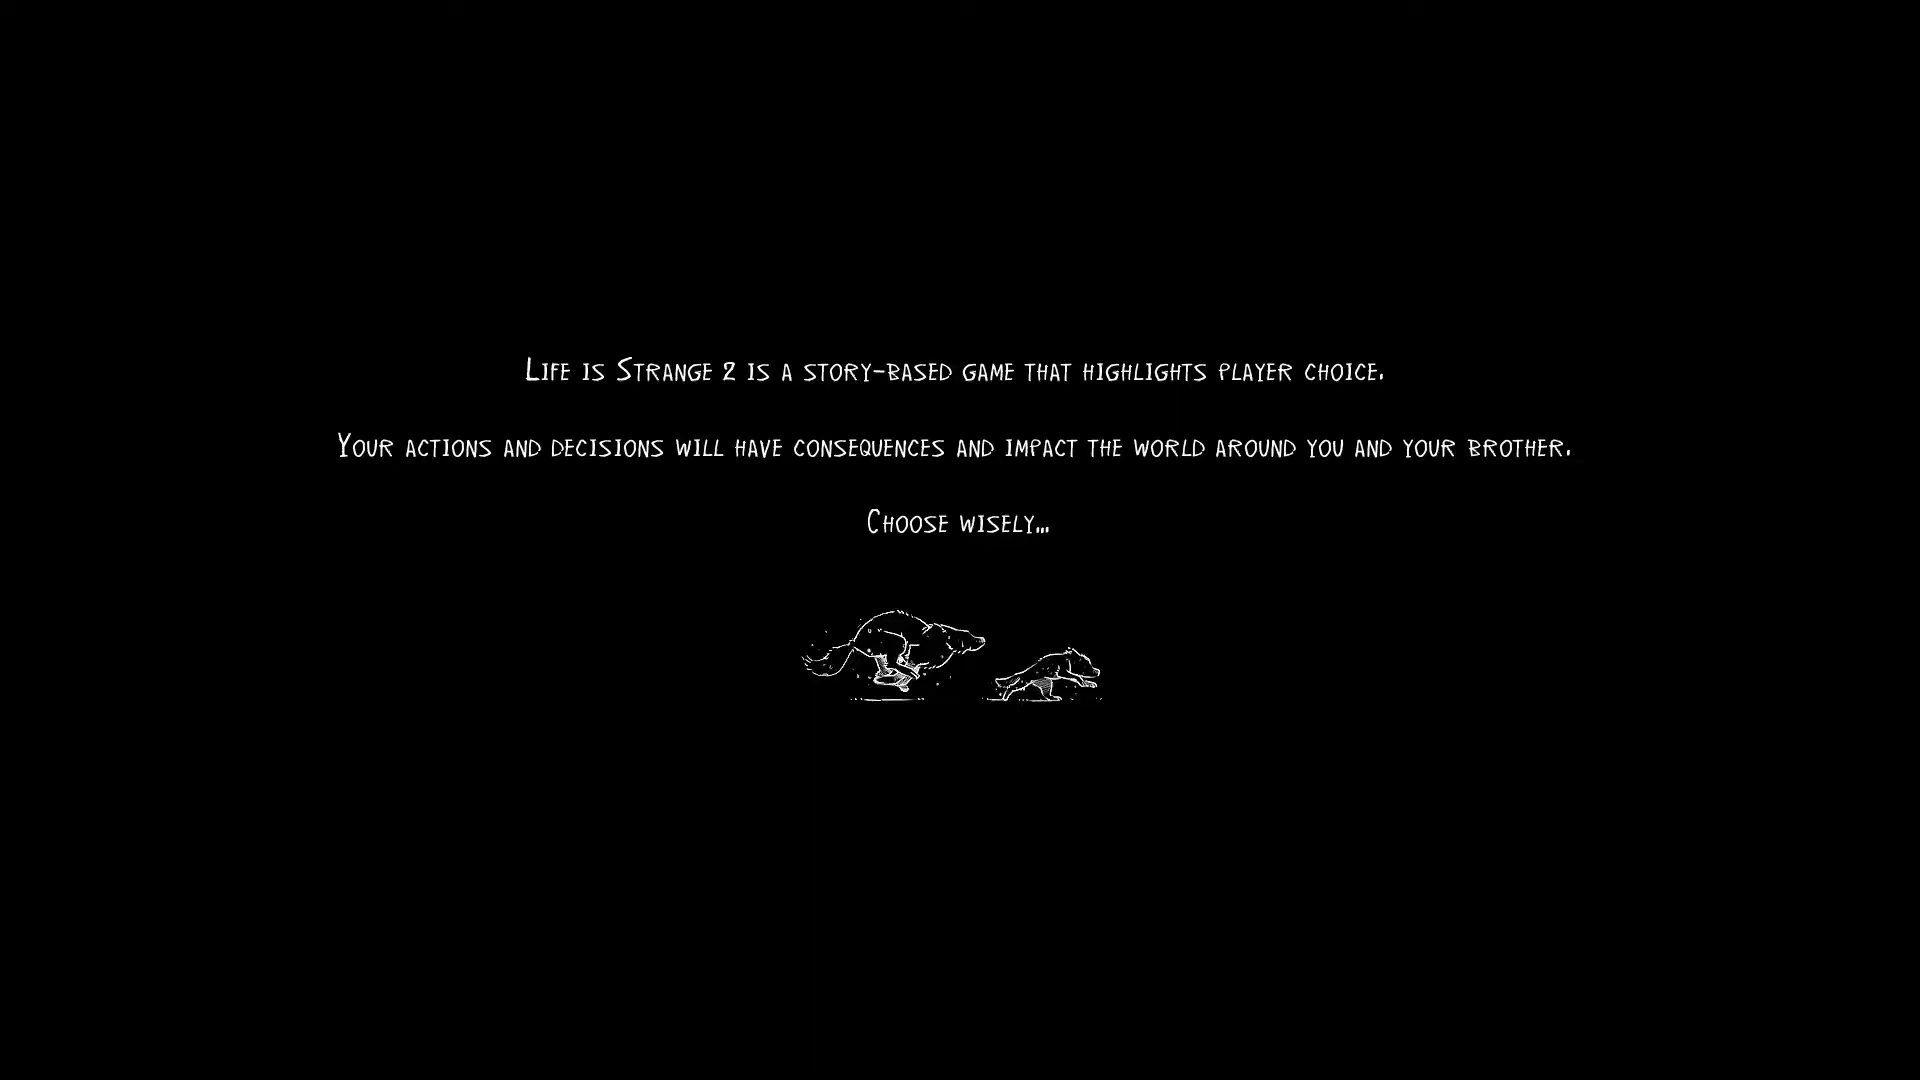 Life is Strange 2 is a story-based game that highlights player choice.
Your actions and decisions will have consequences and impact the world around you and your brother.
Choose wisely...